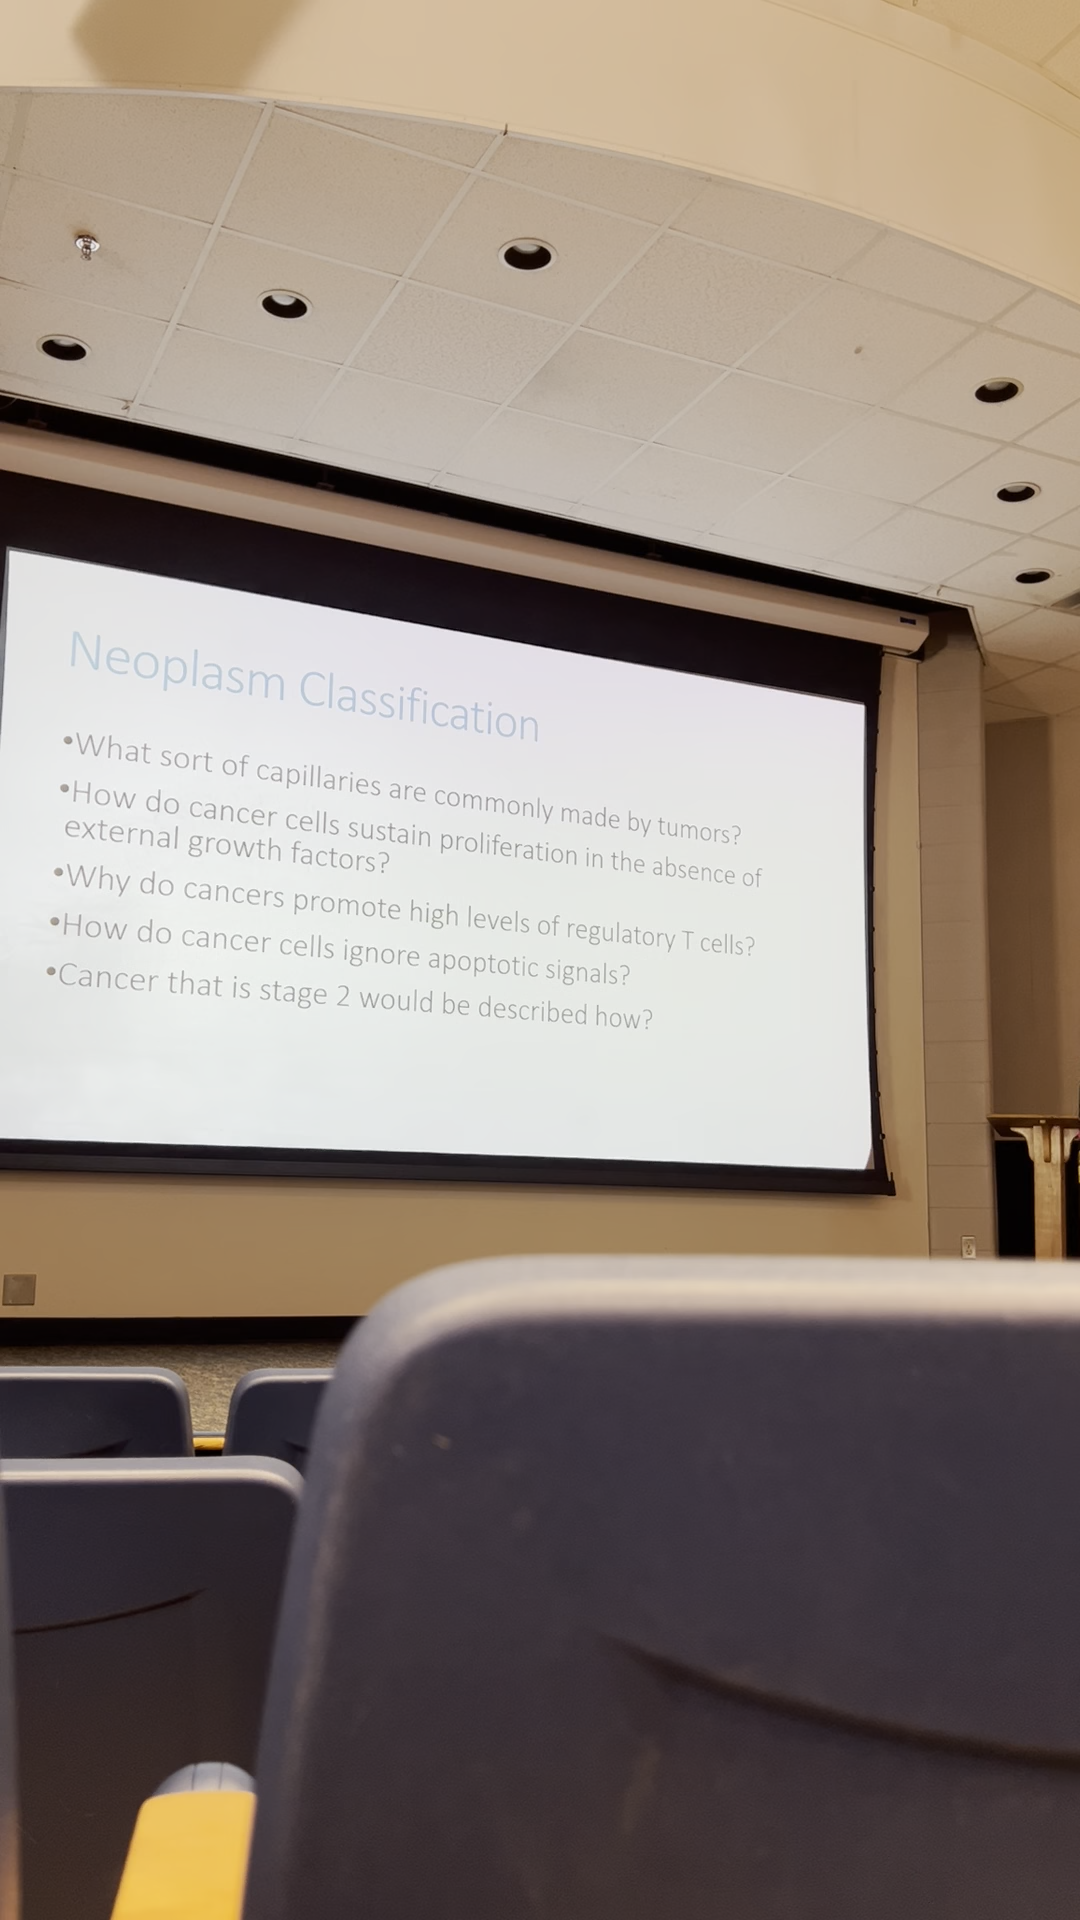 Neoplasm Classification
•What sort of capillaries are commonly made by tumors?
•How do cancer cells sustain proliferation in the absence of
external growth factors?
•Why do cancers promote high levels of regulatory T cells?
•How do cancer cells ignore apoptotic signals?
•Cancer that is stage 2 would be described how?